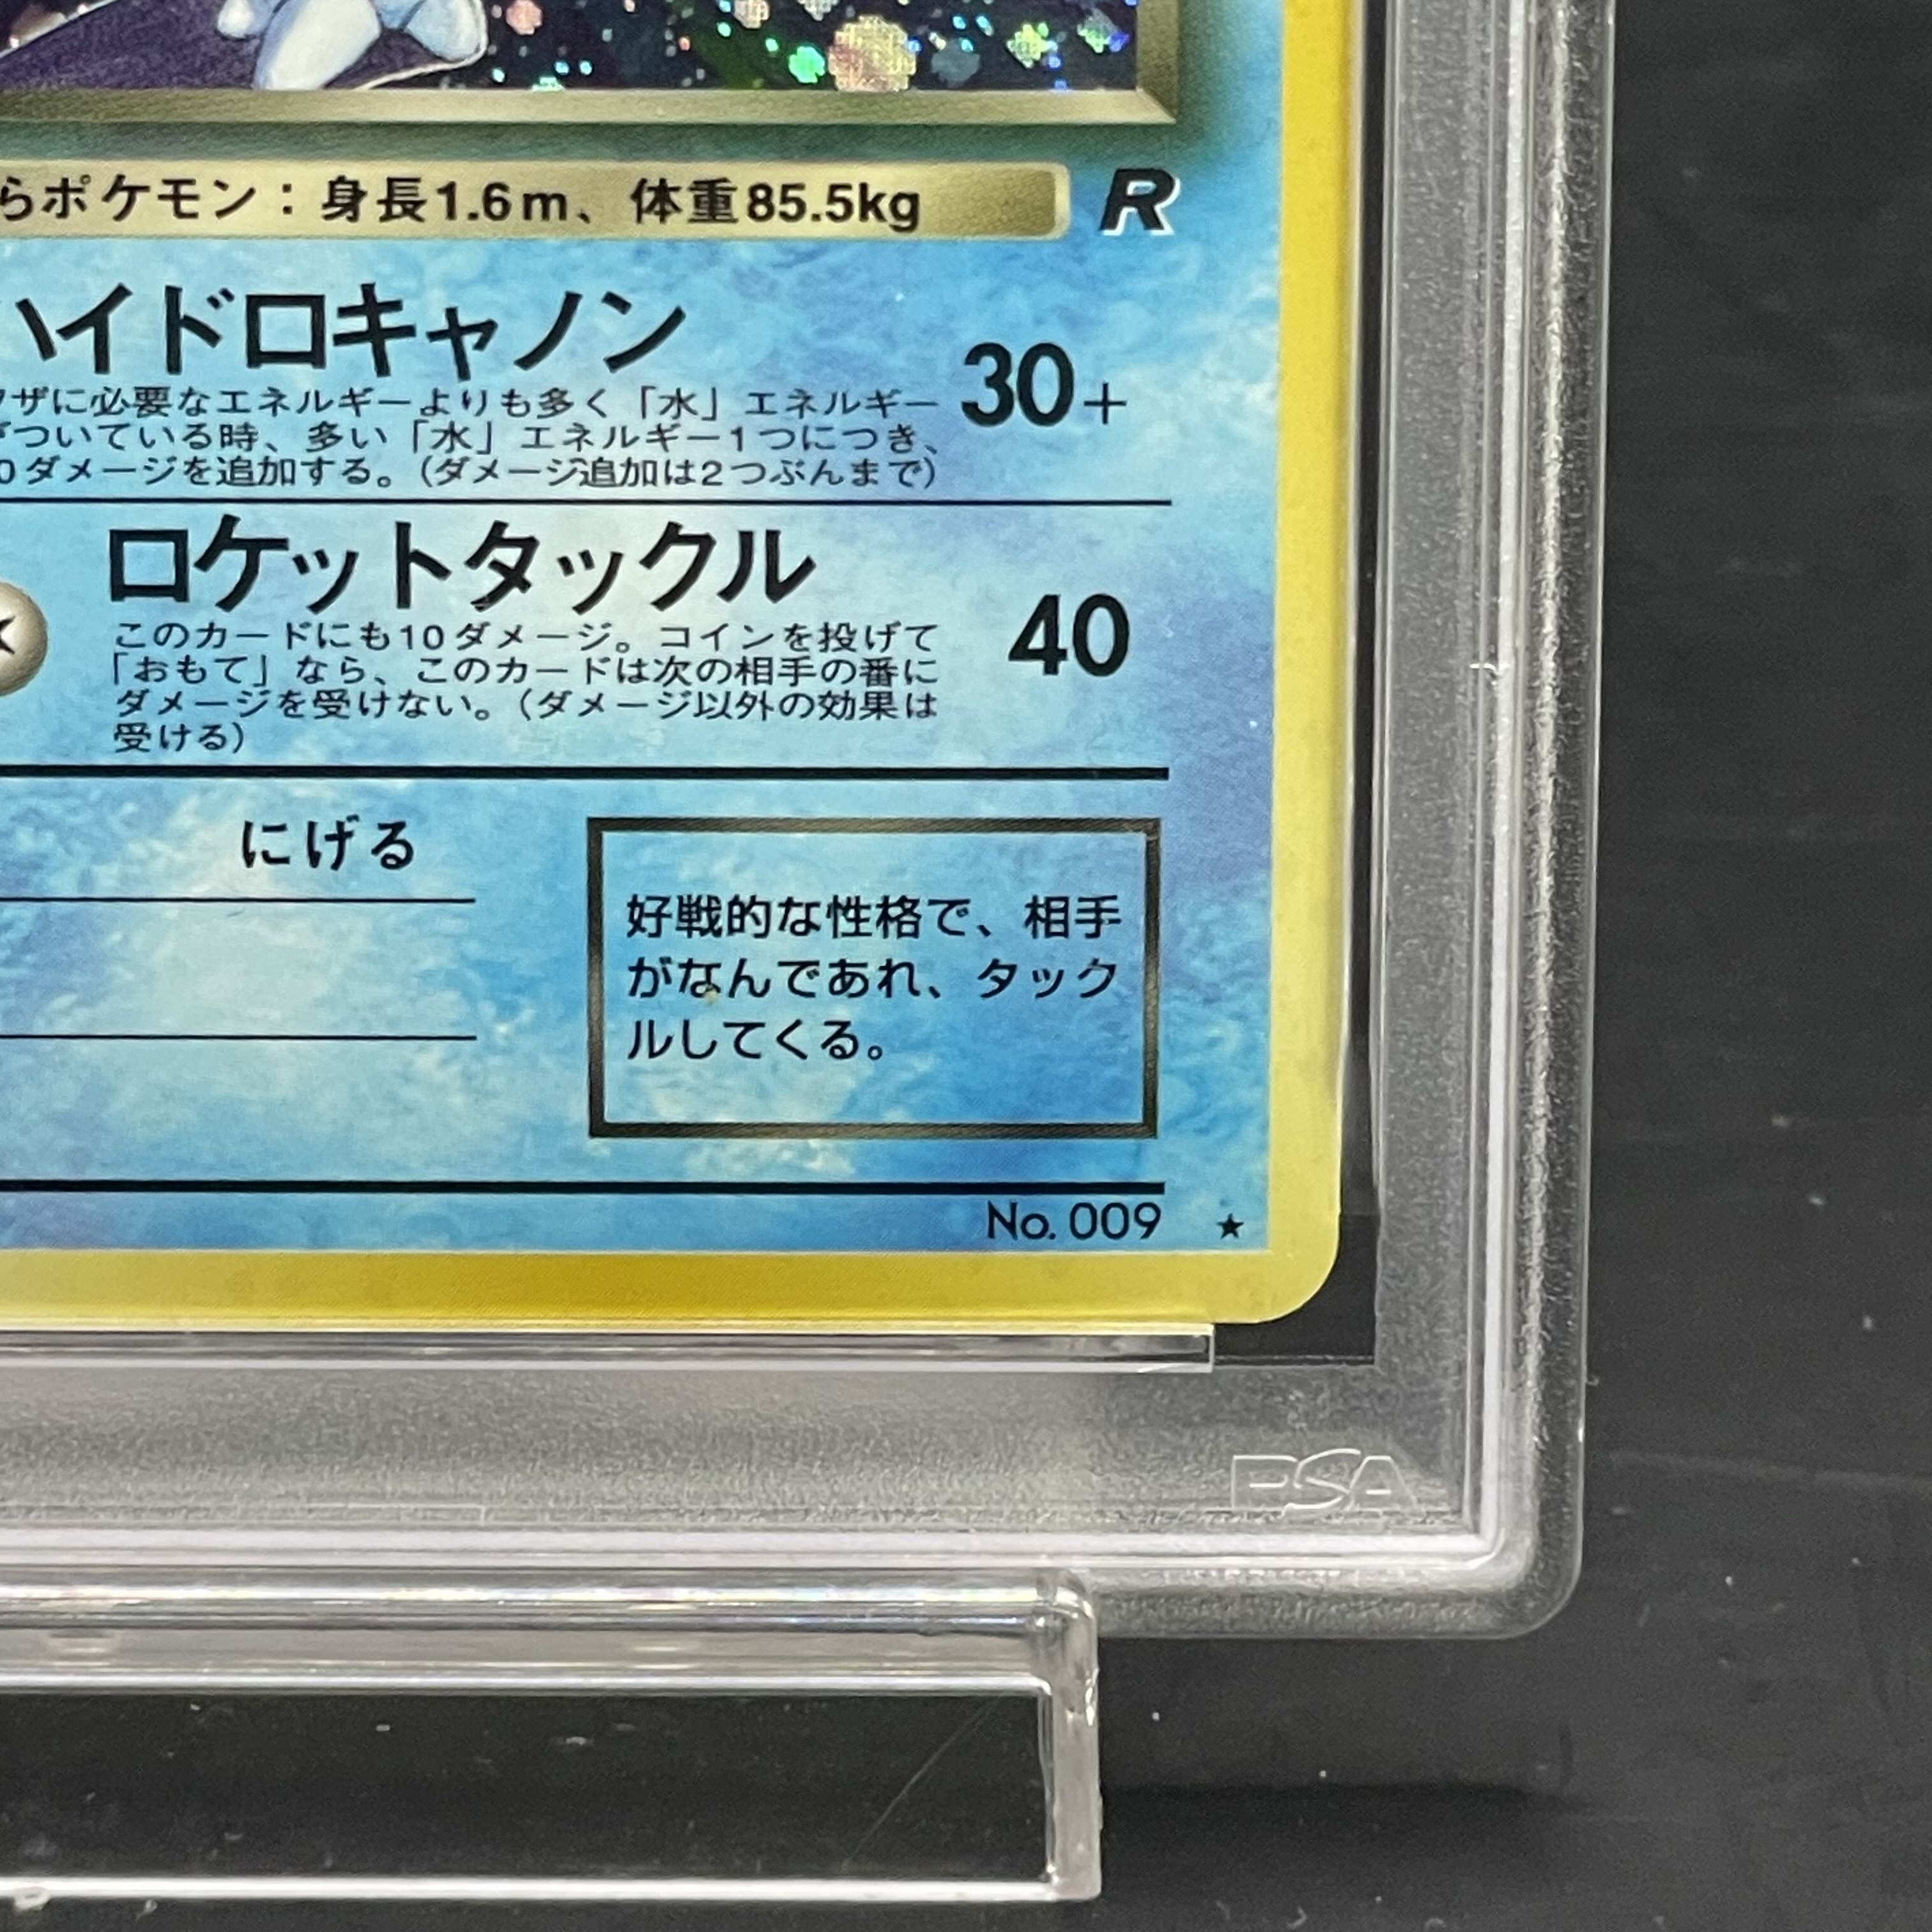 らポケモン：身長1.6m、体重85.5kg
R
ハイドロキャノン
30+
ワザに必要なエネルギーよりも多く「水」エネルギー
がついている時、多い「水」エネルギー1つにつき、
0ダメージを追加する。（ダメージ追加は2つぶんまで）
ロケットタックル
40
このカードにも10ダメージ。コインを投げて
「おもて」なら、このカードは次の相手の番に
ダメージを受けない。（ダメージ以外の効果は
受ける）
にげる
好戦的な性格で、相手
がなんであれ、タック
ルしてくる。
No. 009 ★
PSA